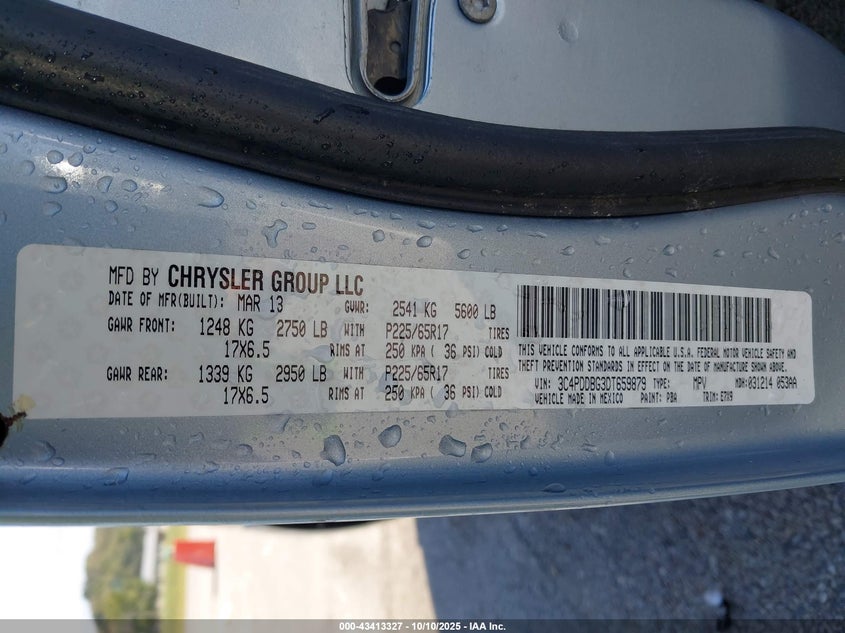 MFD BY CHRYSLER GROUP LLC
DATE OF MFR(BUILT): MAR 13 GVWR: 2541 KG 5600 LB
GAWR FRONT: 1248 KG 2750 LB WITH P225/65R17 TIRES
17X6.5 RIMS AT 250 KPA ( 36 PSI) COLD
GAWR REAR: 1339 KG 2950 LB WITH P225/65R17 TIRES
17X6.5 RIMS AT 250 KPA ( 36 PSI) COLD
THIS VEHICLE CONFORMS TO ALL APPLICABLE U.S.A. FEDERAL MOTOR VEHICLE SAFETY, BUMPER, AND
THEFT PREVENTION STANDARDS IN EFFECT ON THE DATE OF MANUFACTURE SHOWN ABOVE.
VIN: 3C4PDDBG3DT659879 TYPE: MPV MDH: 031214 053AA
VEHICLE MADE IN MEXICO PAINT: PBA TRIM: E7X9
000-43413327 - 10/10/2025 - IAA Inc.